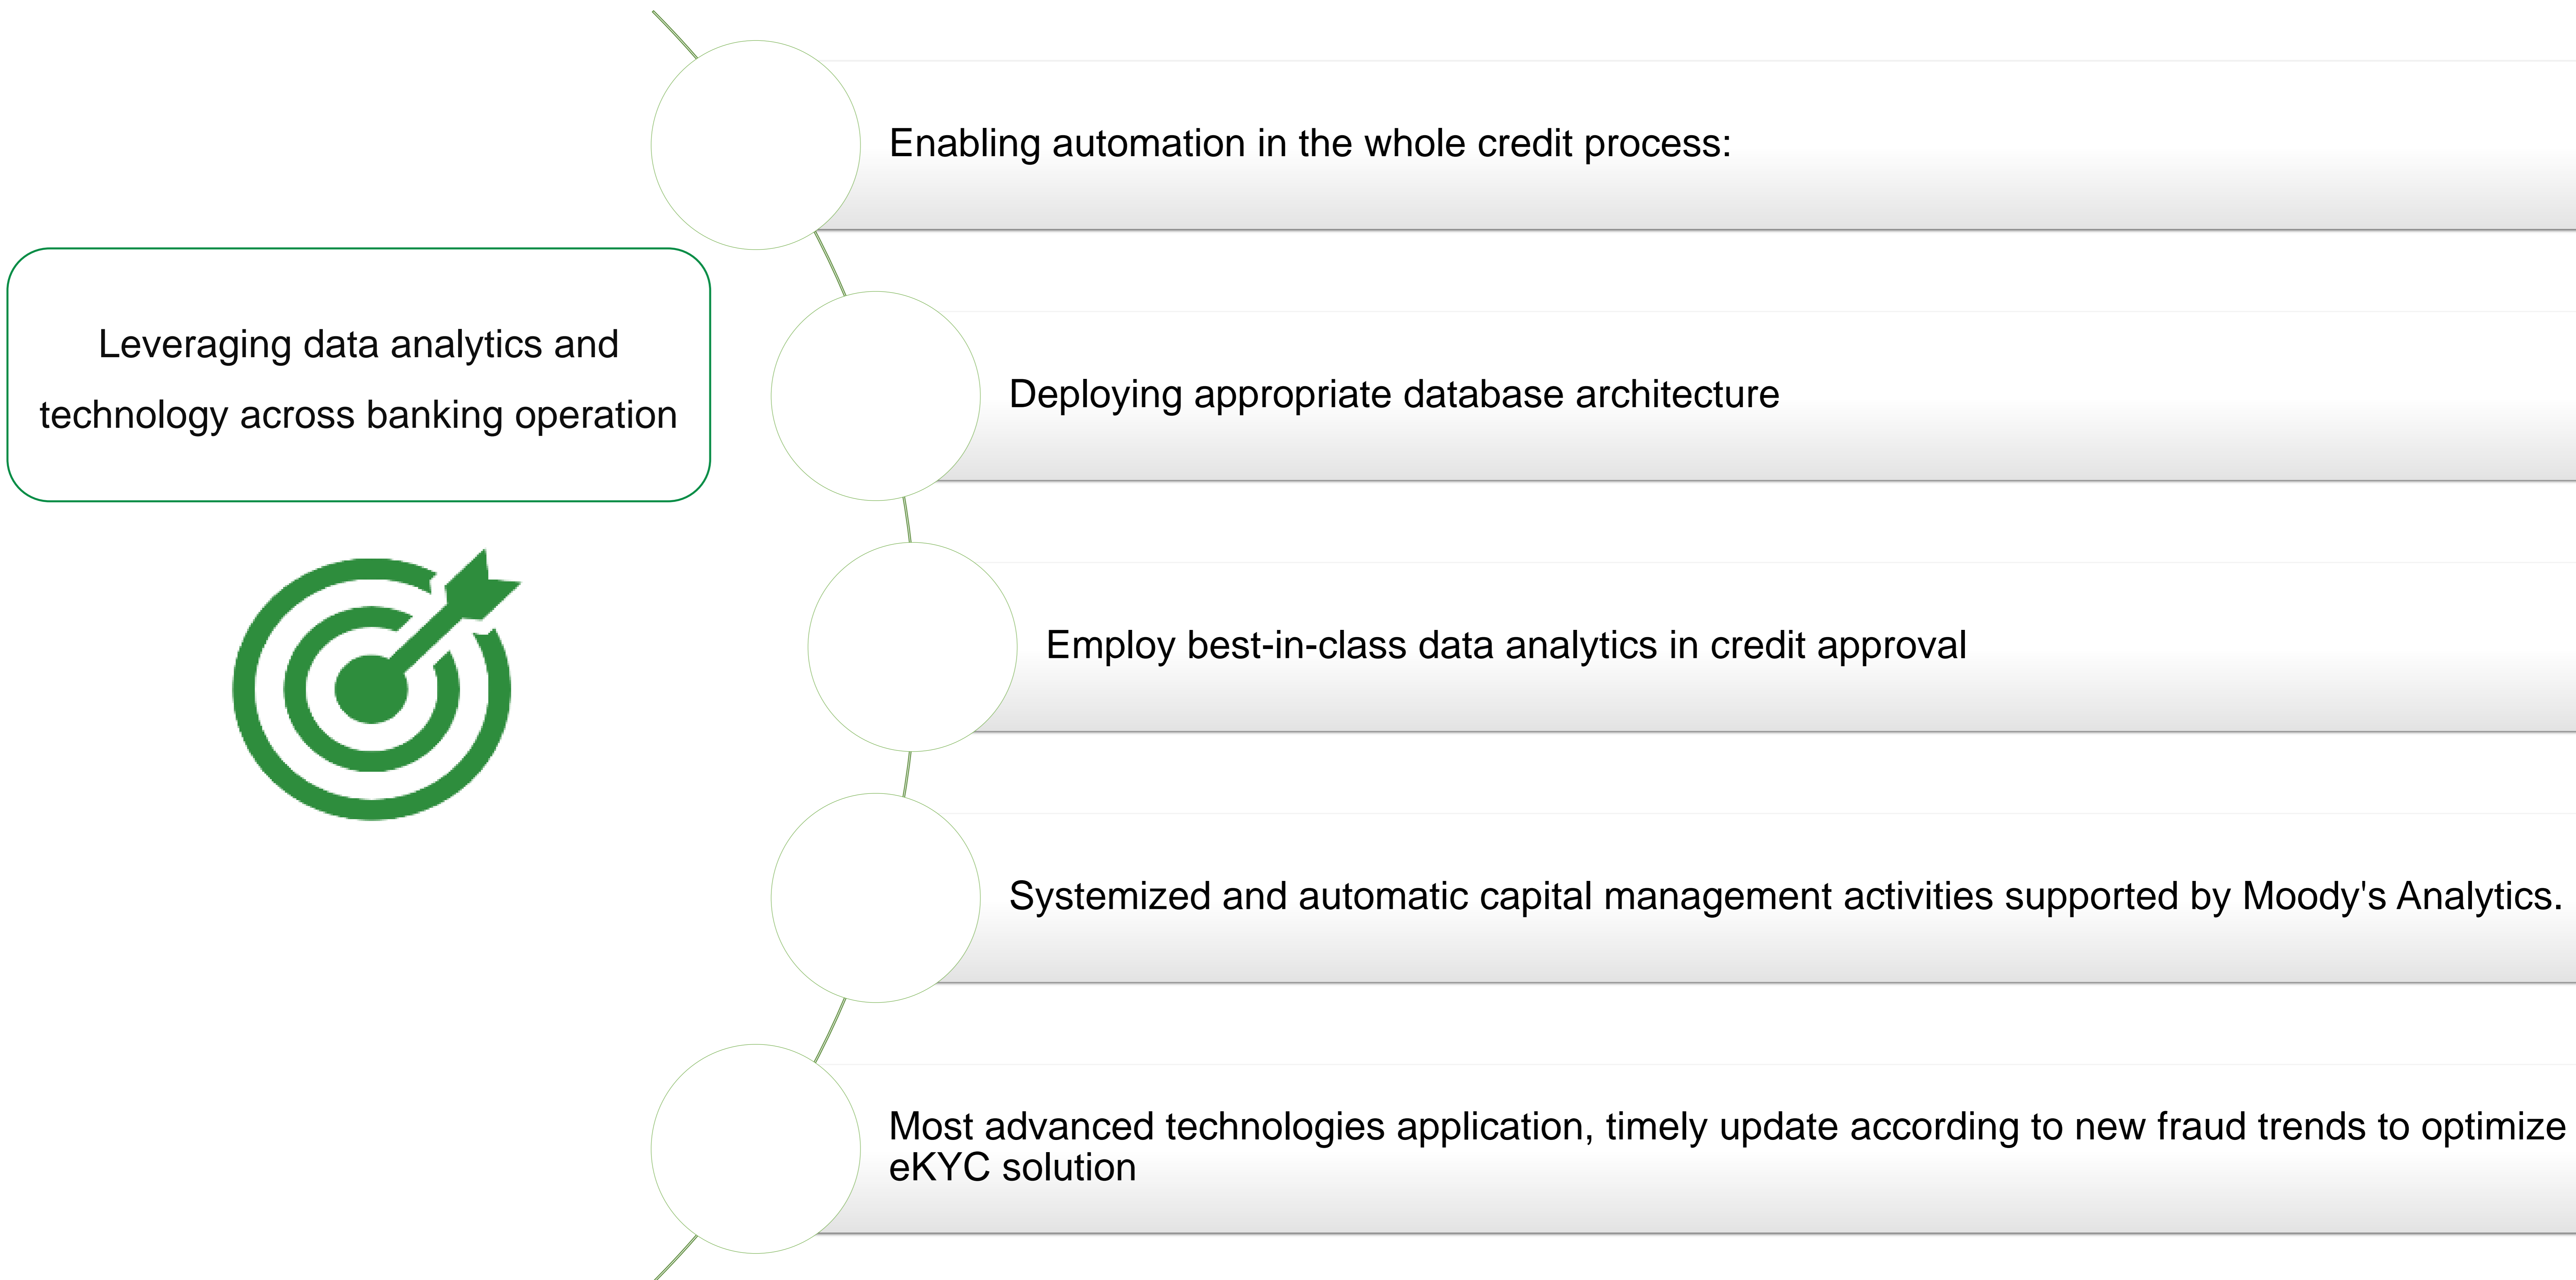 Enabling automation in the whole credit process:
Leveraging data analytics and
technology across banking operation
Deploying appropriate database architecture
Employ best-in-class data analytics in credit approval
Systemized and automatic capital management activities supported by Moody's Analytics.
Most advanced technologies application, timely update according to new fraud trends to optimize
eKYC solution